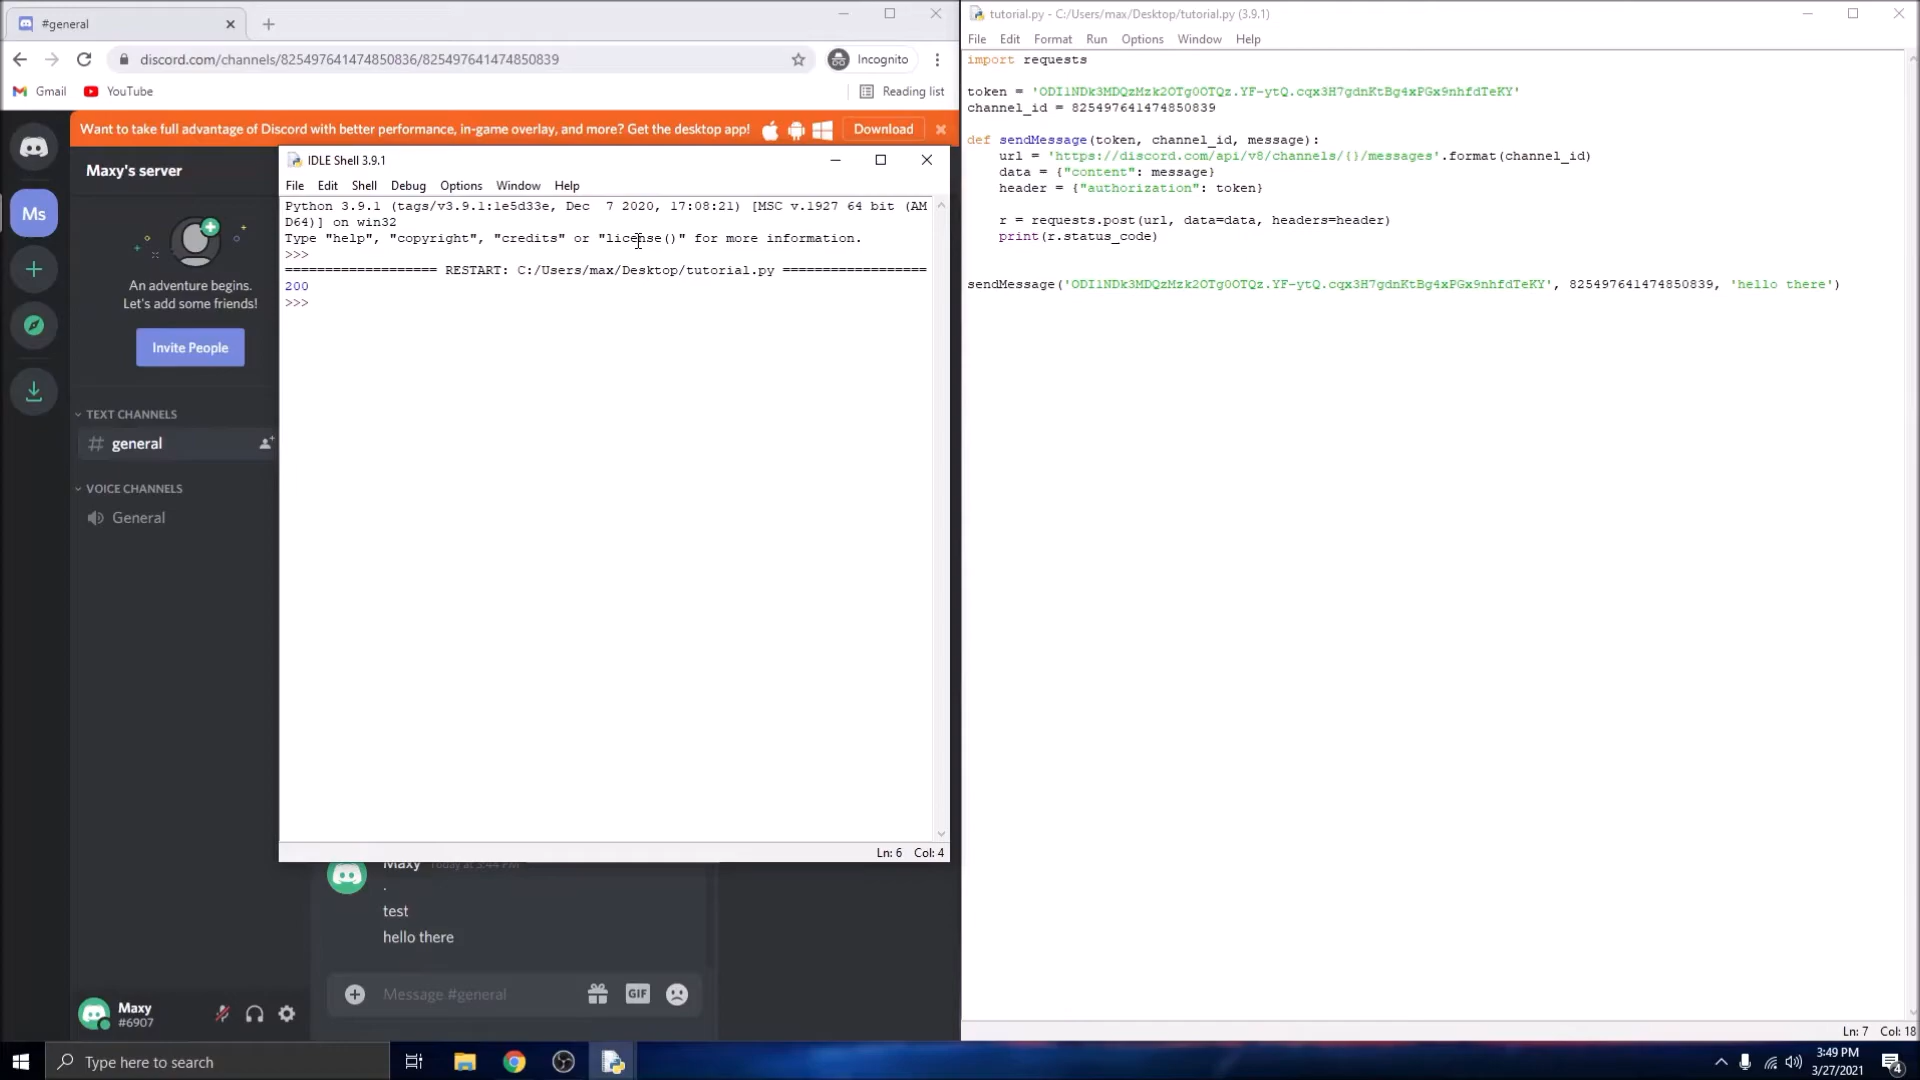 #general
discord.com/channels/825497641474850836/825497641474850839
Incognito
Gmail
YouTube
Reading list
Want to take full advantage of Discord with better performance, in-game overlay, and more? Get the desktop app!
Download
Maxy's server
Ms
An adventure begins.
Let's add some friends!
Invite People
TEXT CHANNELS
# general
VOICE CHANNELS
General
Maxy
#6907
IDLE Shell 3.9.1
File Edit Shell Debug Options Window Help
Python 3.9.1 (tags/v3.9.1:1e5d33e, Dec  7 2020, 17:08:21) [MSC v.1927 64 bit (AM
D64)] on win32
Type "help", "copyright", "credits" or "license()" for more information.
>>>
=================== RESTART: C:/Users/max/Desktop/tutorial.py ==================
200
>>>
Ln: 6 Col: 4
Maxy Today at 3:44 PM
.
test
hello there
Message #general
GIF
tutorial.py - C:/Users/max/Desktop/tutorial.py (3.9.1)
File Edit Format Run Options Window Help
import requests
token = 'ODI1NDk3MDQzMzk2OTg0OTQz.YF-ytQ.cqx3H7gdnKtBg4xPGx9nhfdTeKY'
channel_id = 825497641474850839
def sendMessage(token, channel_id, message):
url = 'https://discord.com/api/v8/channels/{}/messages'.format(channel_id)
data = {"content": message}
header = {"authorization": token}
r = requests.post(url, data=data, headers=header)
print(r.status_code)
sendMessage('ODI1NDk3MDQzMzk2OTg0OTQz.YF-ytQ.cqx3H7gdnKtBg4xPGx9nhfdTeKY', 825497641474850839, 'hello there')
Ln: 7 Col: 18
Type here to search
3:49 PM
3/27/2021
4